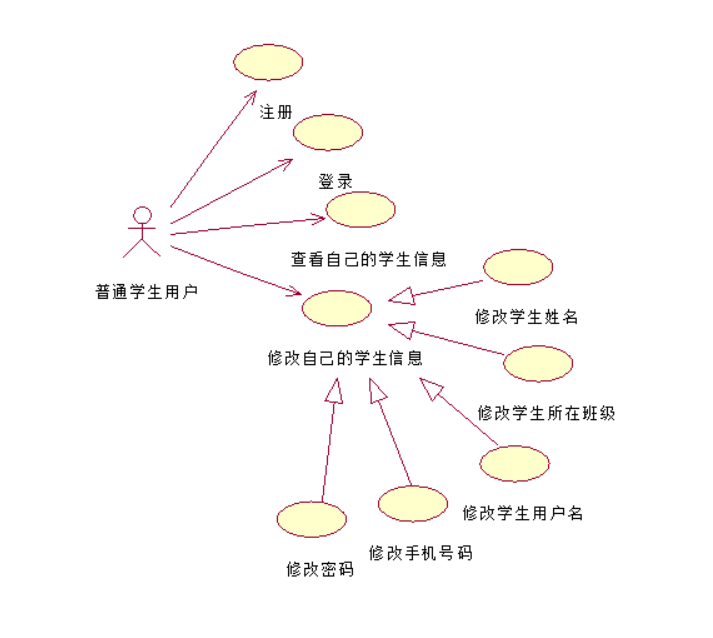 注册
登录
查看自己的学生信息
普通学生用户
修改学生姓名
修改自己的学生信息
修改学生所在班级
修改学生用户名
修改手机号码
修改密码